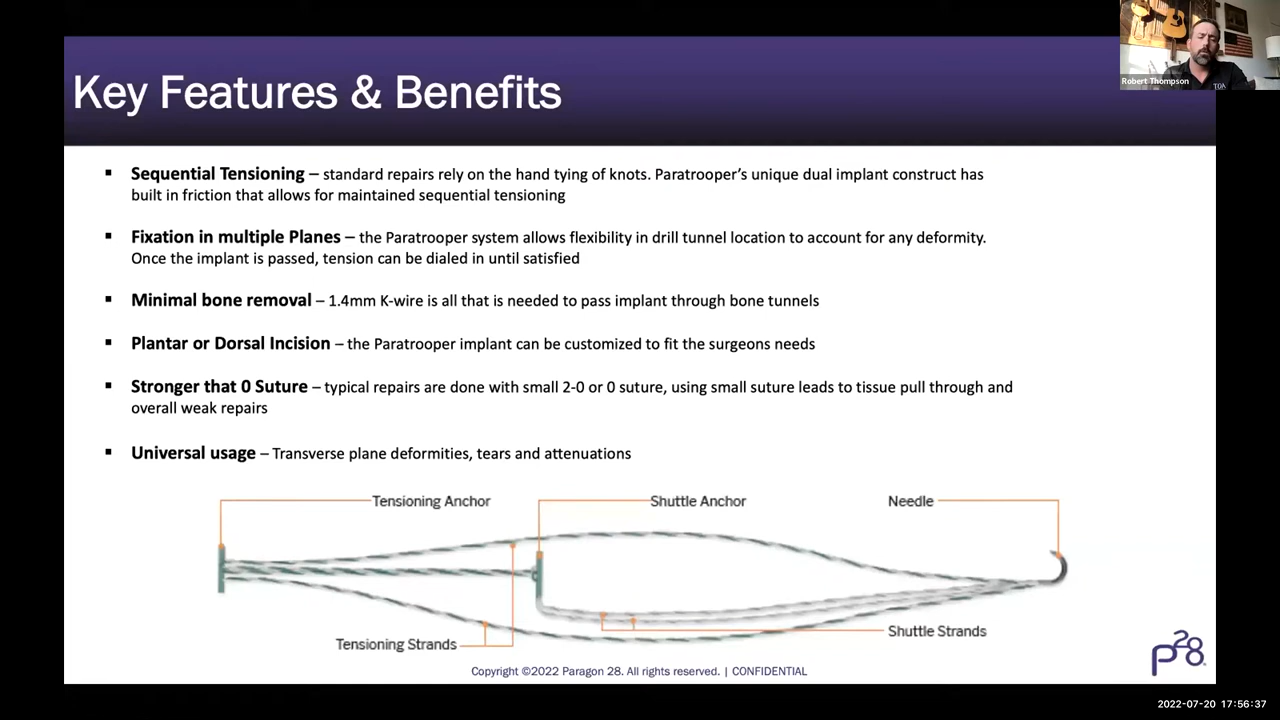 Key Features & Benefits
Robert Thompson
TOA
▪ Sequential Tensioning – standard repairs rely on the hand tying of knots. Paratrooper's unique dual implant construct has
built in friction that allows for maintained sequential tensioning
▪ Fixation in multiple Planes – the Paratrooper system allows flexibility in drill tunnel location to account for any deformity.
Once the implant is passed, tension can be dialed in until satisfied
▪ Minimal bone removal – 1.4mm K-wire is all that is needed to pass implant through bone tunnels
▪ Plantar or Dorsal Incision – the Paratrooper implant can be customized to fit the surgeons needs
▪ Stronger that 0 Suture – typical repairs are done with small 2-0 or 0 suture, using small suture leads to tissue pull through and
overall weak repairs
▪ Universal usage – Transverse plane deformities, tears and attenuations
Tensioning Anchor
Shuttle Anchor
Needle
Tensioning Strands
Shuttle Strands
p28
Copyright ©2022 Paragon 28. All rights reserved. | CONFIDENTIAL
2022-07-20 17:56:37